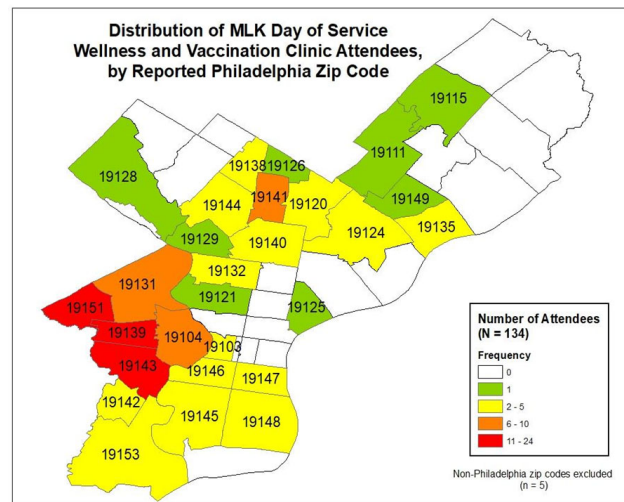 Distribution of MLK Day of Service
Wellness and Vaccination Clinic Attendees,
by Reported Philadelphia Zip Code
19115
19111
19128
19138
19126
19149
19141
19144
19120
19135
19124
19129
19140
19132
19131
19121
19125
19151
19139
19104
19103
19143
19146
19147
19142
19145
19148
19153
Number of Attendees
(N = 134)
Frequency
0
1
2 - 5
6 - 10
11 - 24
Non-Philadelphia zip codes excluded
(n = 5)